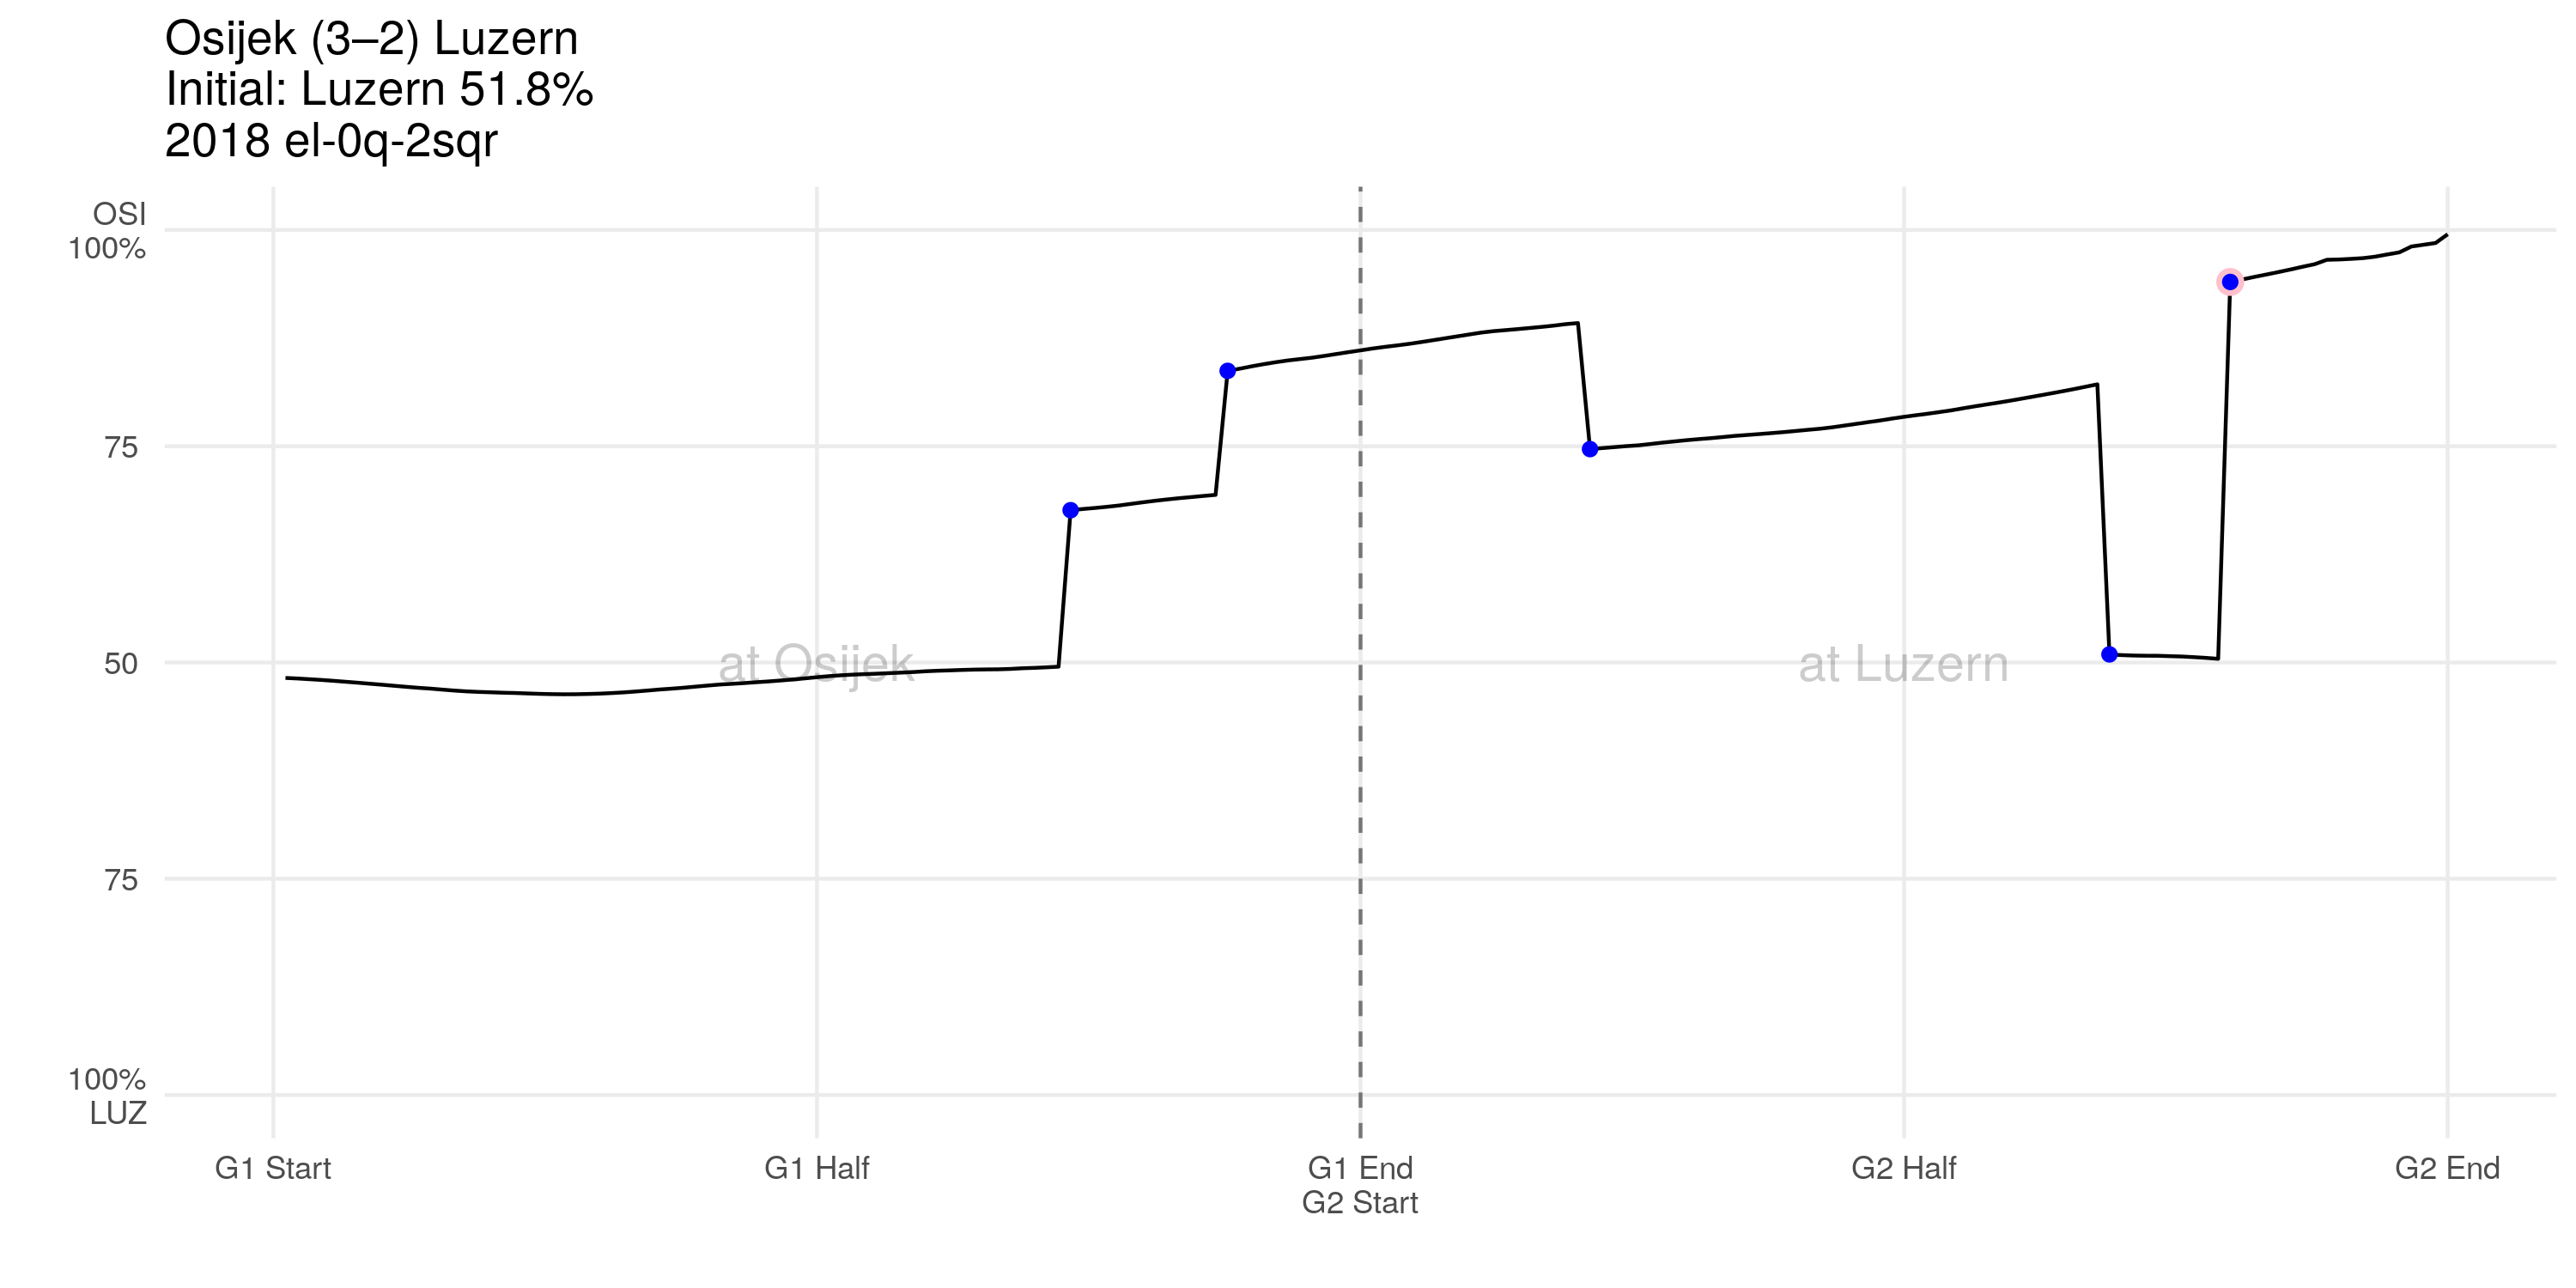 Osijek (3–2) Luzern
Initial: Luzern 51.8%
2018 el-0q-2sqr
OSI
100%
75
50
75
100%
LUZ
at Osijek
at Luzern
G1 Start
G1 Half
G1 End
G2 Start
G2 Half
G2 End